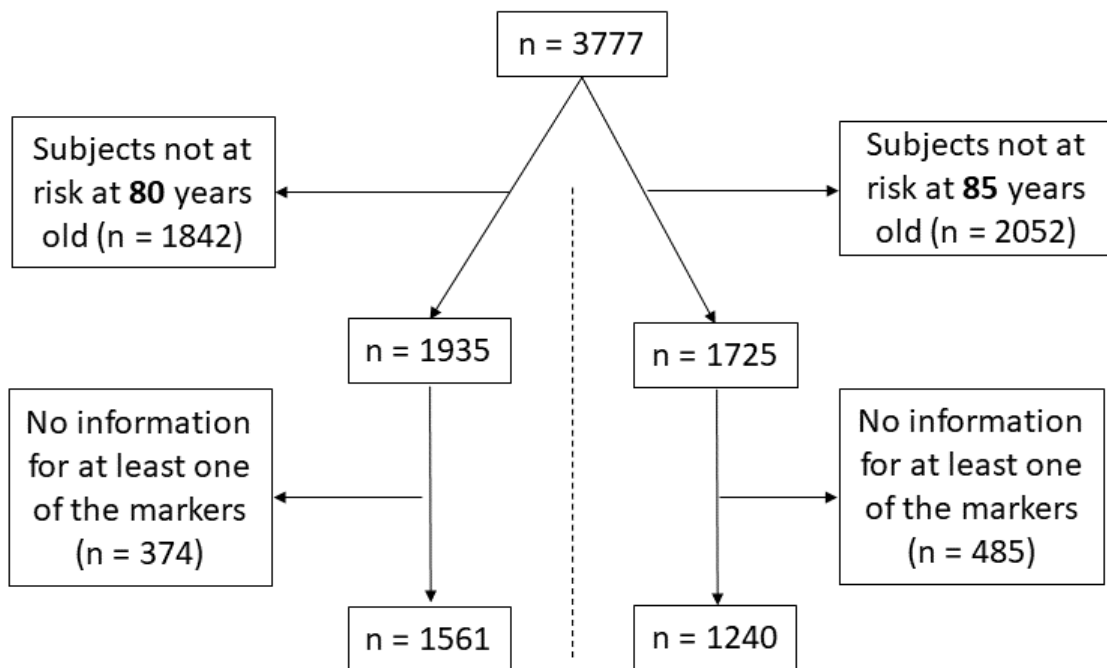 n = 3777
Subjects not at
risk at 80 years
old (n = 1842)
Subjects not at
risk at 85 years
old (n = 2052)
n = 1935
n = 1725
No information
for at least one
of the markers
(n = 374)
No information
for at least one
of the markers
(n = 485)
n = 1561
n = 1240